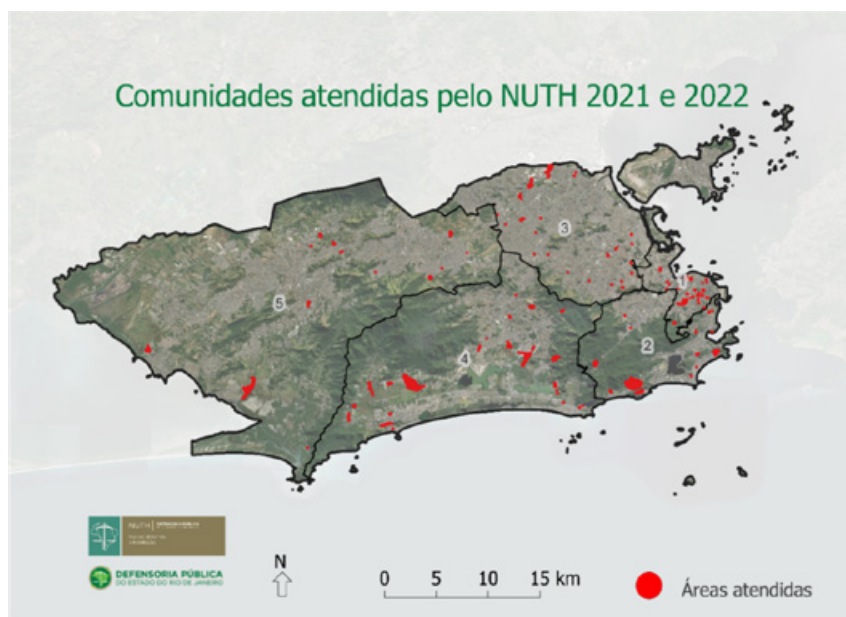 Comunidades atendidas pelo NUTH 2021 e 2022
3
1
5
2
4
NUTH
DEFENSORIA PÚBLICA
DO ESTADO DO RIO DE JANEIRO
N
0 5 10 15 km
Áreas atendidas